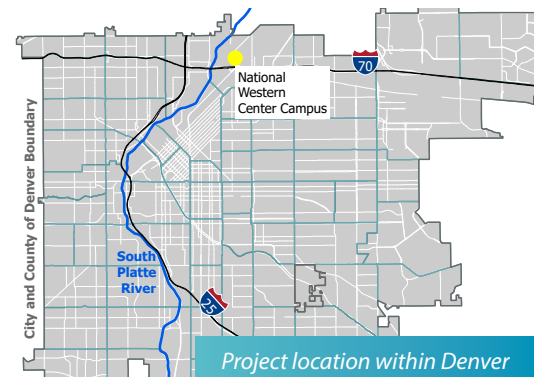 70
National
Western
Center Campus
City and County of Denver Boundary
South
Platte
River
25
Project location within Denver